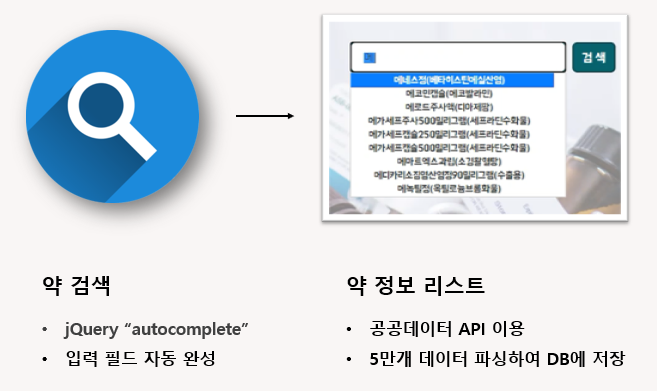 검색
메네스정(베타히스틴메실산염)
메코민캡슐(메코발라민)
메로드주사액(디마제팜)
메가세프주사500밀리그램(세프라딘수화물)
메가세프캡슐250밀리그램(세프라딘수화물)
메가세프캡슐500밀리그램(세프라딘수화물)
메마르엑스과립(소경활혈탕)
메디카리소짐염산염정90밀리그램(수출용)
메녹틸정(옥틸로늄브롬화물)
약 검색
• jQuery “autocomplete”
• 입력 필드 자동 완성
약 정보 리스트
• 공공데이터 API 이용
• 5만개 데이터 파싱하여 DB에 저장